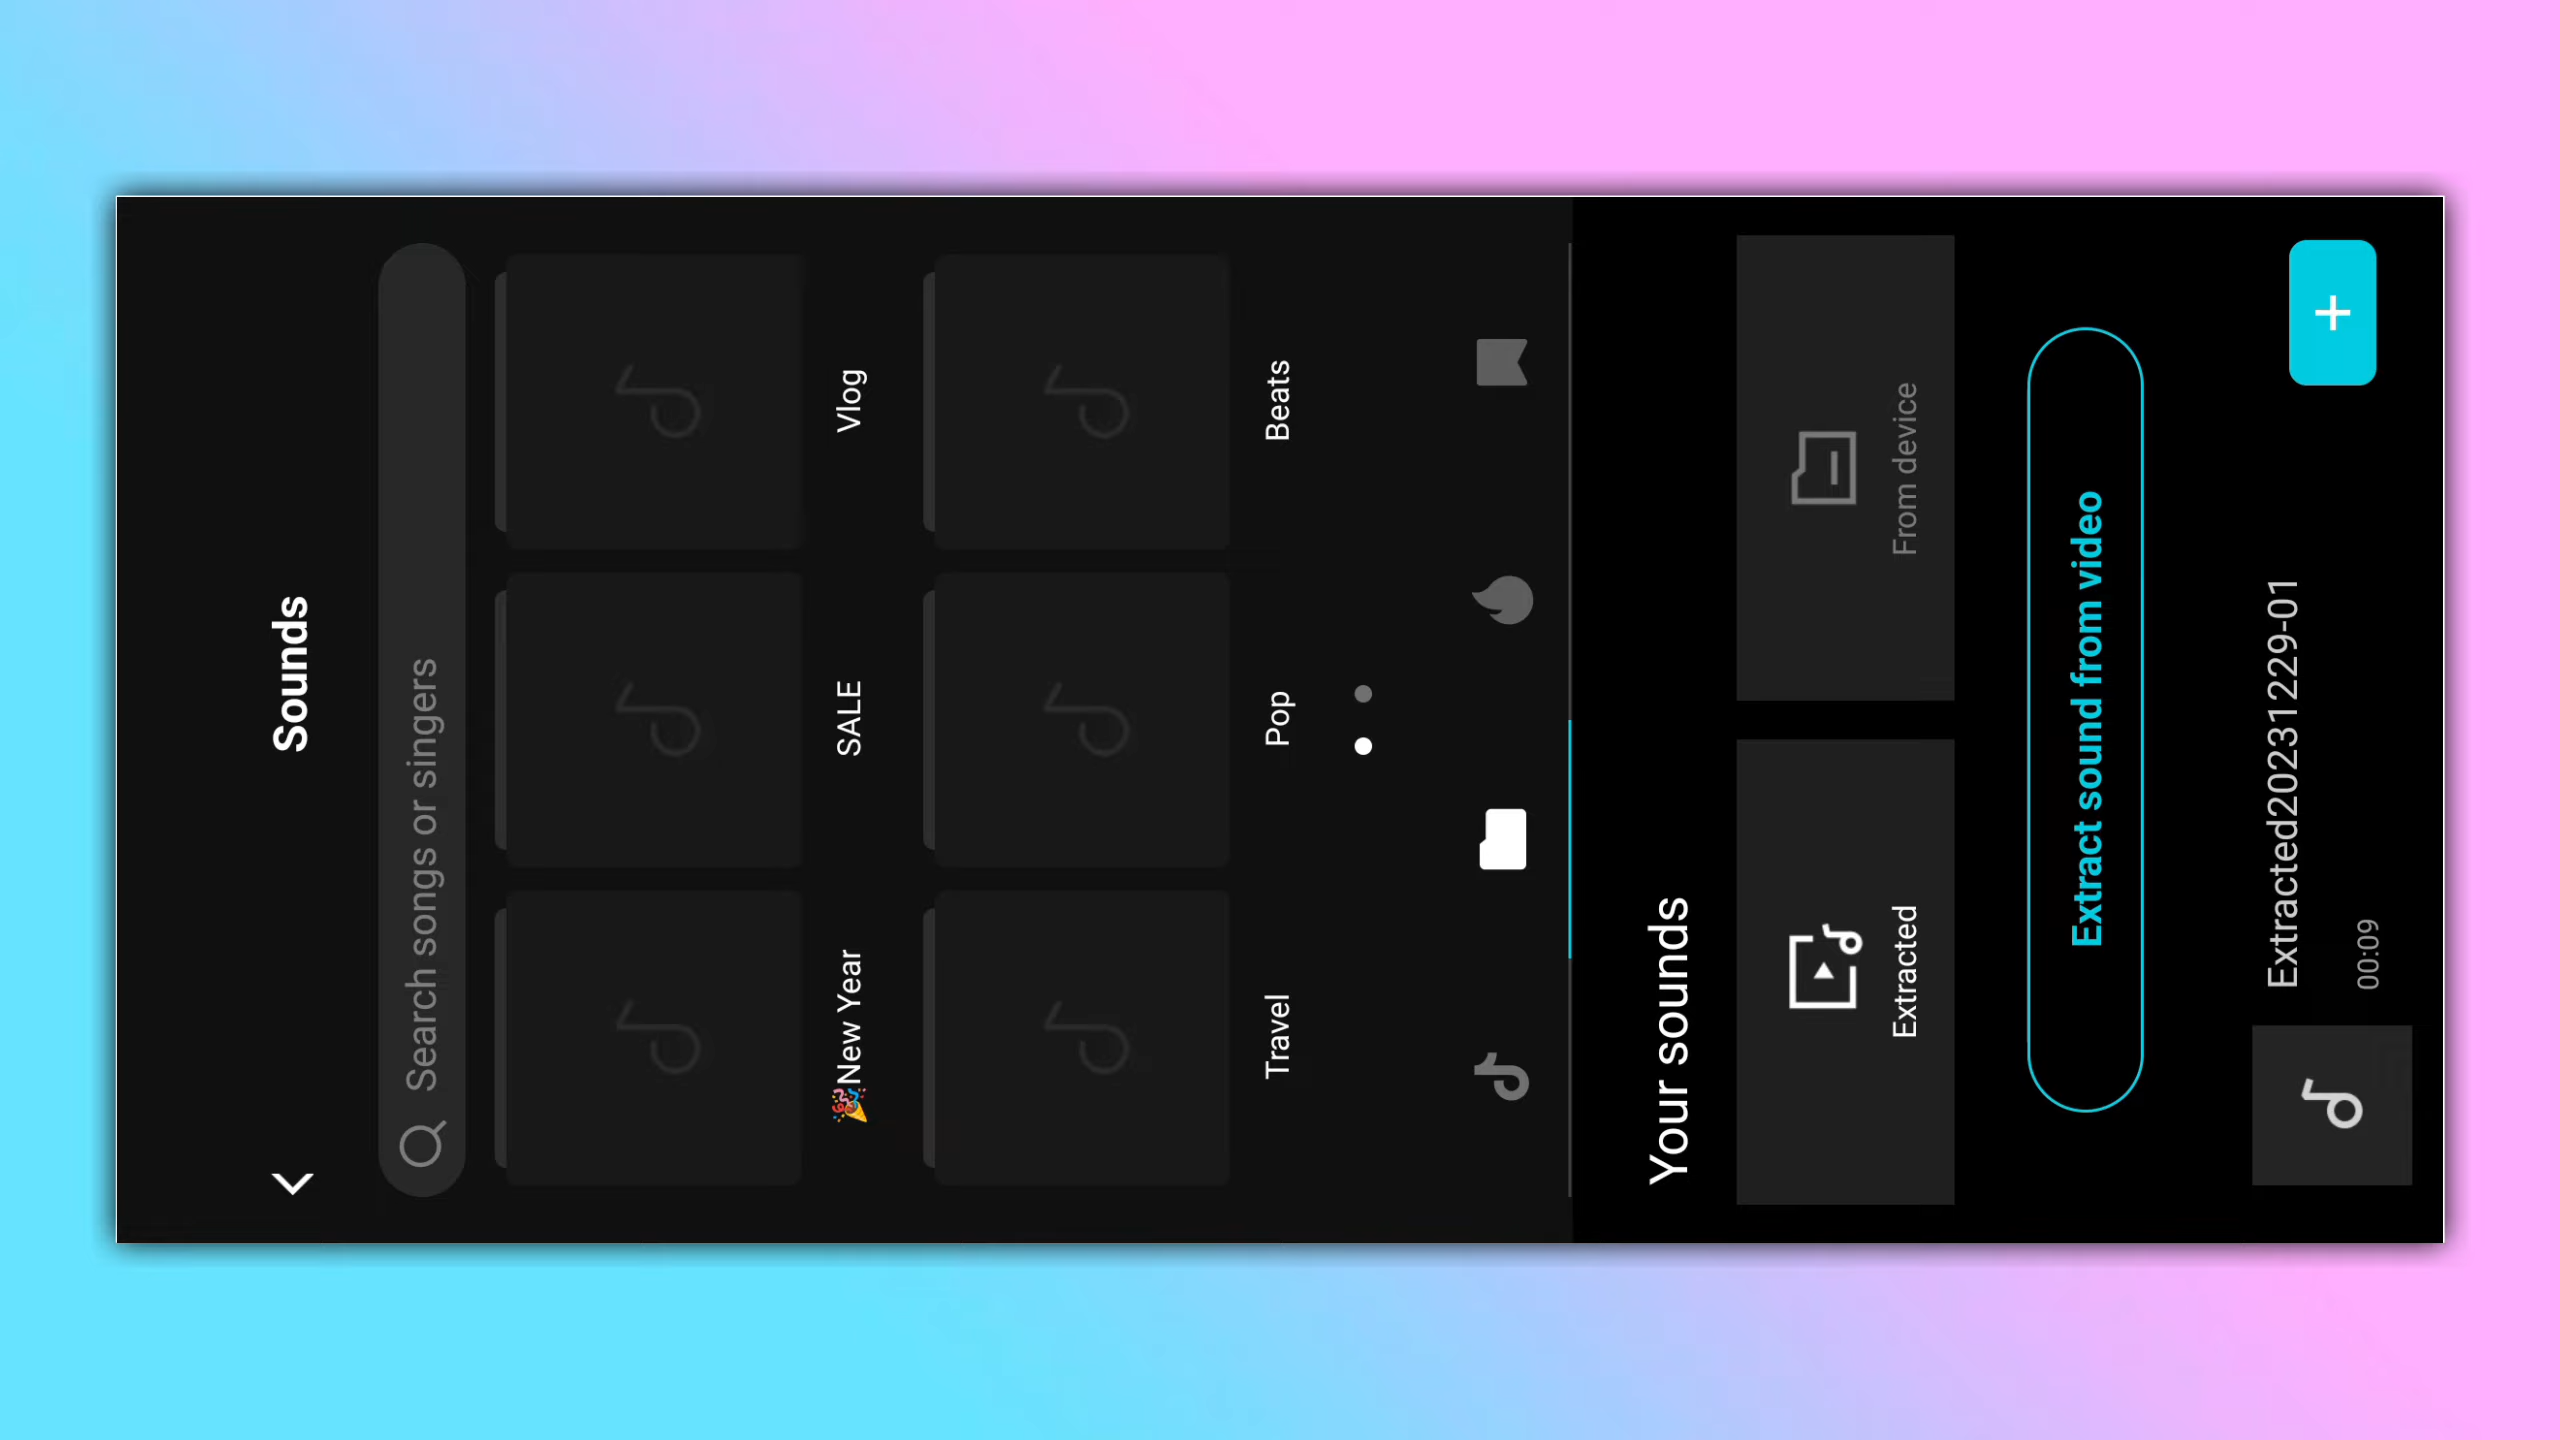 Sounds
Search songs or singers
🎉New Year
SALE
Vlog
Travel
Pop
Beats
Your sounds
Extracted
From device
Extract sound from video
Extracted20231229-01
00:09